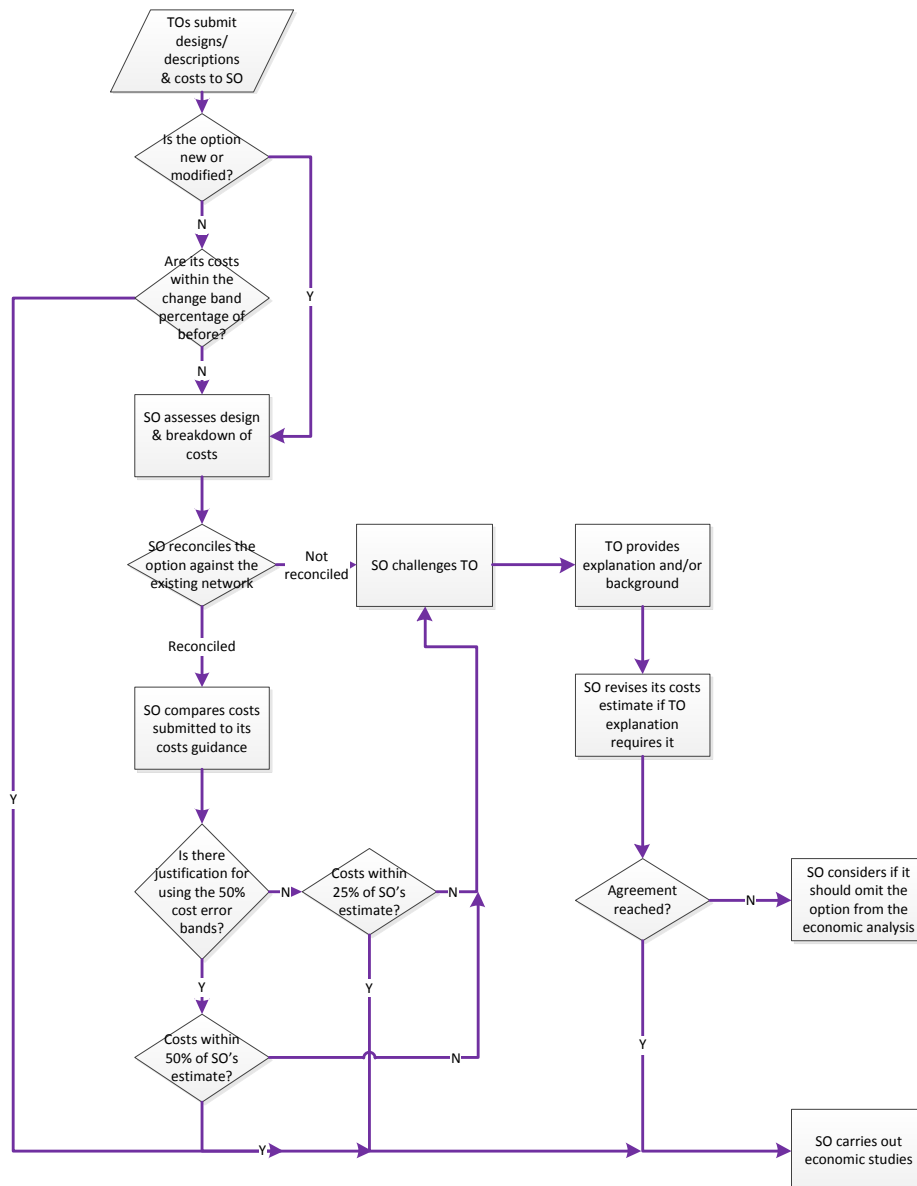 TOs submit
designs/
descriptions
& costs to SO
Is the option
new or
modified?
N
Y
Are its costs
within the
change band
percentage of
before?
N
SO assesses design
& breakdown of
costs
SO reconciles the
option against the
existing network
Not
reconciled
SO challenges TO
TO provides
explanation and/or
background
Reconciled
SO compares costs
submitted to its
costs guidance
SO revises its costs
estimate if TO
explanation
requires it
Y
Is there
justification for
using the 50%
cost error
bands?
N
Costs within
25% of SO's
estimate?
N
Agreement
reached?
N
SO considers if it
should omit the
option from the
economic analysis
Y
Y
Costs within
50% of SO's
estimate?
N
Y
Y
SO carries out
economic studies